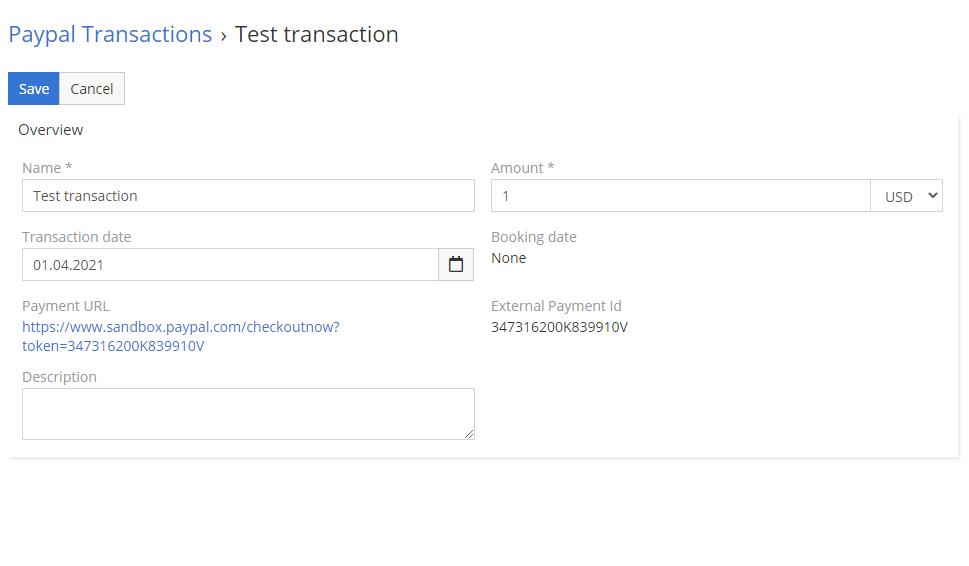 Paypal Transactions › Test transaction
Save Cancel
Overview
Name *
Test transaction
Amount *
1 USD
Transaction date
01.04.2021
Booking date
None
Payment URL
https://www.sandbox.paypal.com/checkoutnow?
token=347316200K839910V
External Payment Id
347316200K839910V
Description